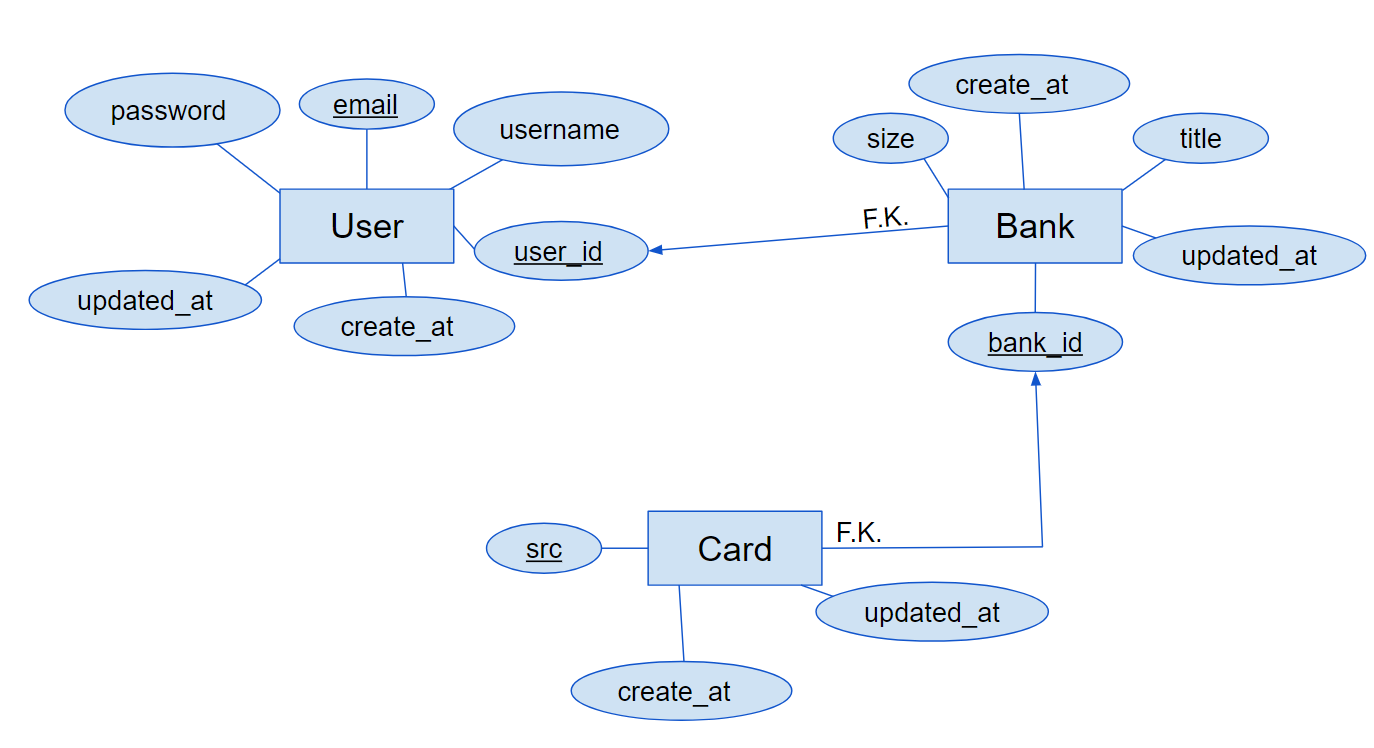 password
email
username
User
user_id
updated_at
create_at
create_at
size
title
F.K.
Bank
updated_at
bank_id
src
Card
F.K.
updated_at
create_at